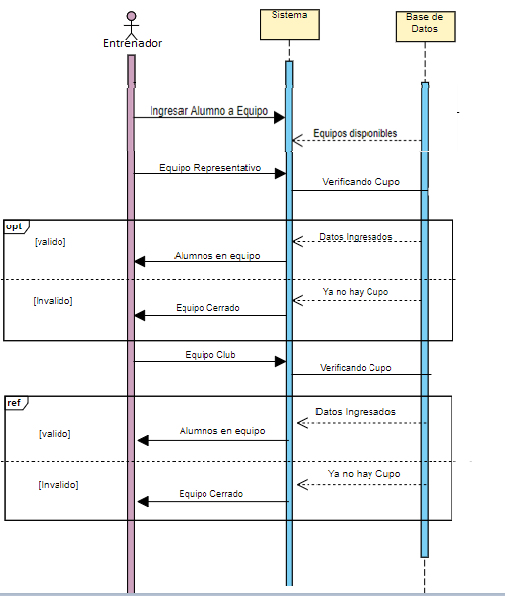 Sistema
Base de
Datos
Entrenador
Ingresar Alumno a Equipo
Equipos disponibles
Equipo Representativo
Verificando Cupo
opt
[valido]
Datos Ingresados
Alumnos en equipo
[Invalido]
Ya no hay Cupo
Equipo Cerrado
Equipo Club
Verificando Cupo
ref
Datos Ingresados
[valido]
Alumnos en equipo
[Invalido]
Ya no hay Cupo
Equipo Cerrado